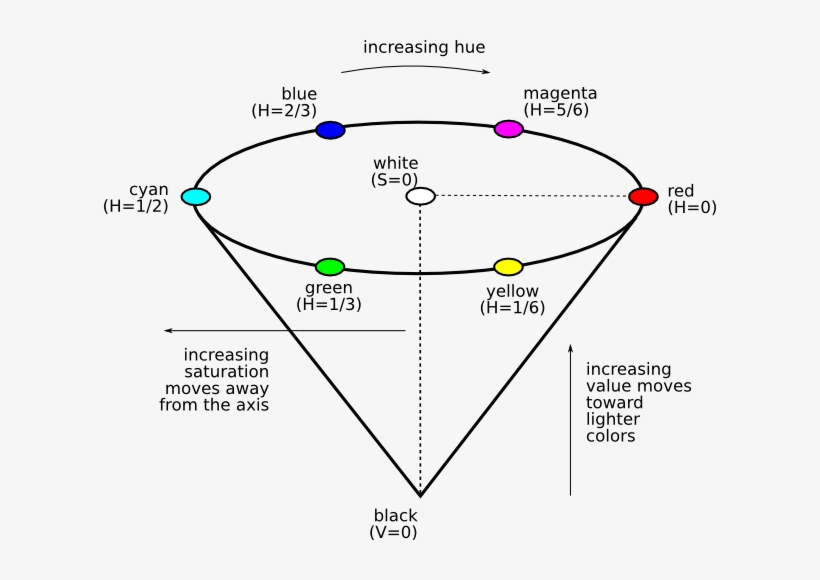 increasing hue
blue
(H=2/3)
magenta
(H=5/6)
white
(S=0)
cyan
(H=1/2)
red
(H=0)
green
(H=1/3)
yellow
(H=1/6)
increasing
saturation
moves away
from the axis
increasing
value moves
toward
lighter
colors
black
(V=0)